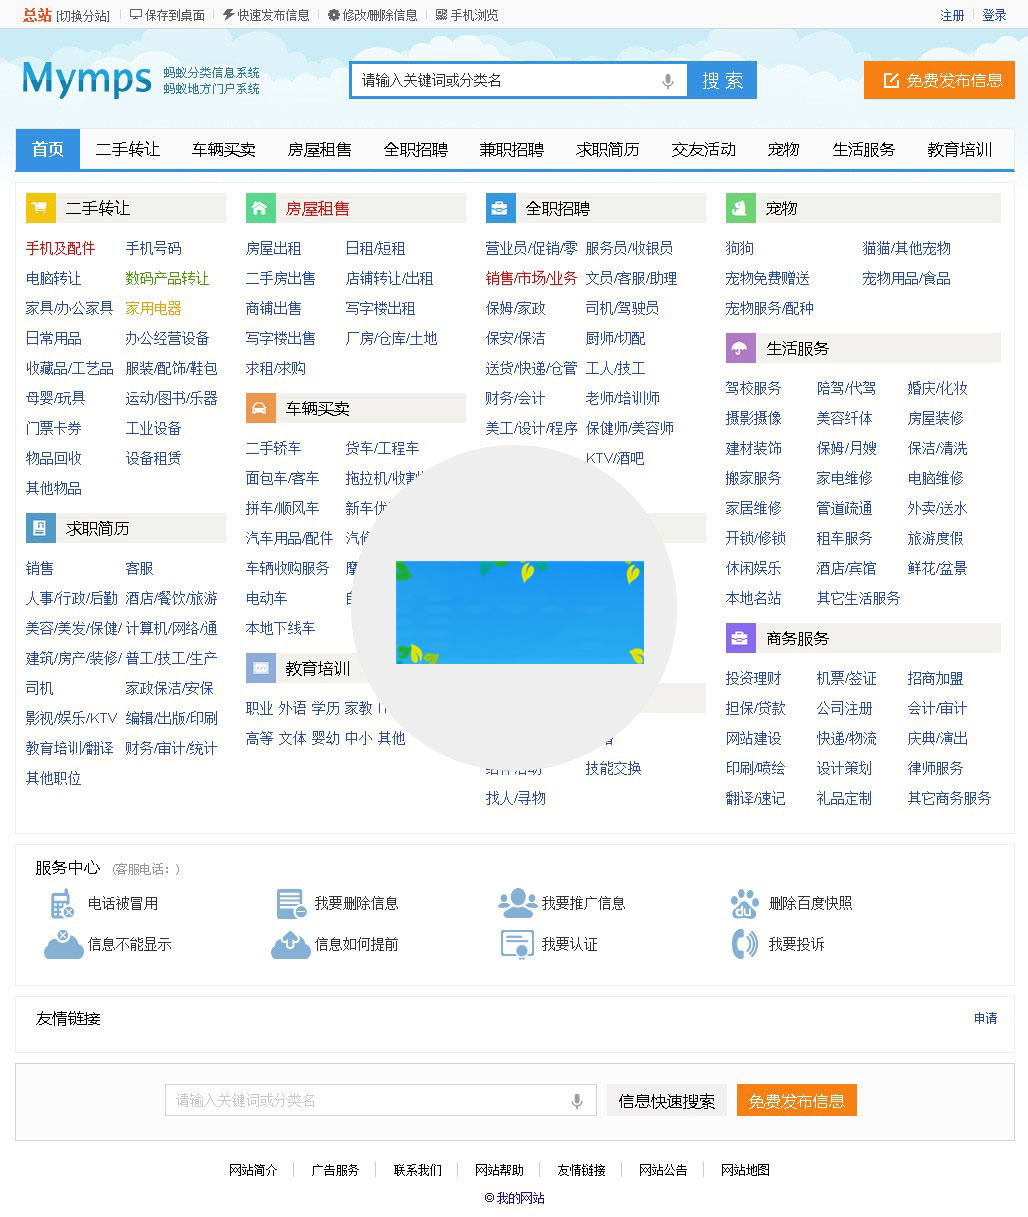 总站 [切换分站] 保存到桌面 快速发布信息 修改/删除信息 手机浏览 注册 登录
Mymps 蚂蚁分类信息系统
蚂蚁地方门户系统
请输入关键词或分类名 搜 索 免费发布信息
首页 二手转让 车辆买卖 房屋租售 全职招聘 兼职招聘 求职简历 交友活动 宠物 生活服务 教育培训
二手转让
手机及配件 手机号码
电脑转让 数码产品转让
家具/办公家具 家用电器
日常用品 办公经营设备
收藏品/工艺品 服装/配饰/鞋包
母婴/玩具 运动/图书/乐器
门票卡券 工业设备
物品回收 设备租赁
其他物品
求职简历
销售 客服
人事/行政/后勤 酒店/餐饮/旅游
美容/美发/保健/ 计算机/网络/通
建筑/房产/装修/ 普工/技工/生产
司机 家政保洁/安保
影视/娱乐/KTV 编辑/出版/印刷
教育培训/翻译 财务/审计/统计
其他职位
房屋租售
房屋出租 日租/短租
二手房出售 店铺转让/出租
商铺出售 写字楼出租
写字楼出售 厂房/仓库/土地
求租/求购
车辆买卖
二手轿车 货车/工程车
面包车/客车 拖拉机/收割
拼车/顺风车 新车优
汽车用品/配件
车辆收购服务
电动车
本地下线车
教育培训
职业 外语 学历 家教
高等 文体 婴幼 中小 其他
全职招聘
营业员/促销/零 服务员/收银员
销售/市场/业务 文员/客服/助理
保姆/家政 司机/驾驶员
保安/保洁 厨师/切配
送货/快递/仓管 工人/技工
财务/会计 老师/培训师
美工/设计/程序 保健师/美容师
KTV/酒吧
技能交换
找人/寻物
宠物
狗狗 猫猫/其他宠物
宠物免费赠送 宠物用品/食品
宠物服务/配种
生活服务
驾校服务 陪驾/代驾 婚庆/化妆
摄影摄像 美容纤体 房屋装修
建材装饰 保姆/月嫂 保洁/清洗
搬家服务 家电维修 电脑维修
家居维修 管道疏通 外卖/送水
开锁/修锁 租车服务 旅游度假
休闲娱乐 酒店/宾馆 鲜花/盆景
本地名站 其它生活服务
商务服务
投资理财 机票/签证 招商加盟
担保/贷款 公司注册 会计/审计
网站建设 快递/物流 庆典/演出
印刷/喷绘 设计策划 律师服务
翻译/速记 礼品定制 其它商务服务
服务中心 (客服电话：)
电话被冒用 我要删除信息 我要推广信息 删除百度快照
信息不能显示 信息如何提前 我要认证 我要投诉
友情链接 申请
请输入关键词或分类名 信息快速搜索 免费发布信息
网站简介 广告服务 联系我们 网站帮助 友情链接 网站公告 网站地图
© 我的网站